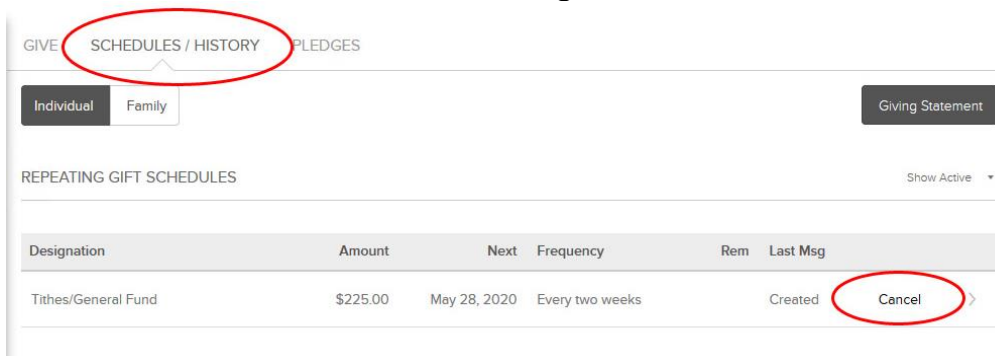 GIVE SCHEDULES / HISTORY PLEDGES
Individual Family Giving Statement
REPEATING GIFT SCHEDULES Show Active
Designation Amount Next Frequency Rem Last Msg
Tithes/General Fund $225.00 May 28, 2020 Every two weeks Created Cancel